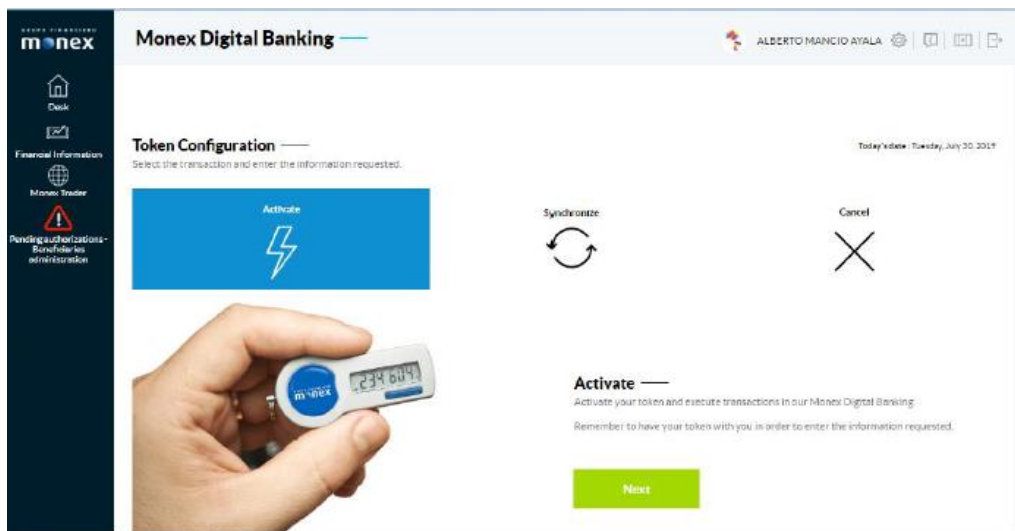 GRUPO FINANCIERO
monex
Monex Digital Banking
ALBERTO MANCIO AYALA
Desk
Financial Information
Monex Trader
Pending authorizations -
Beneficiaries
administration
Token Configuration
Select the transaction and enter the information requested.
Today's date : Tuesday, July 30, 2019
Activate
Synchronize
Cancel
monex
234604
Activate
Activate your token and execute transactions in our Monex Digital Banking.
Remember to have your token with you in order to enter the information requested.
Next